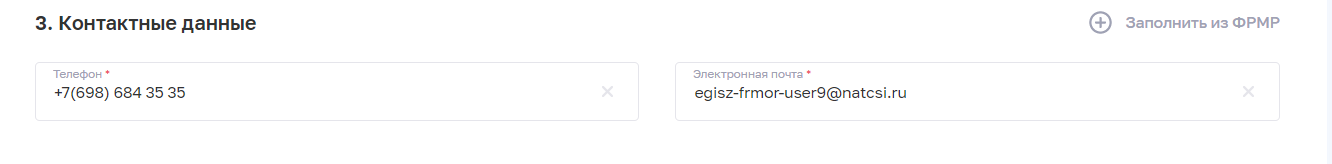 3. Контактные данные
Заполнить из ФРМР
Телефон *
+7(698) 684 35 35
Электронная почта *
egisz-frmor-user9@natcsi.ru